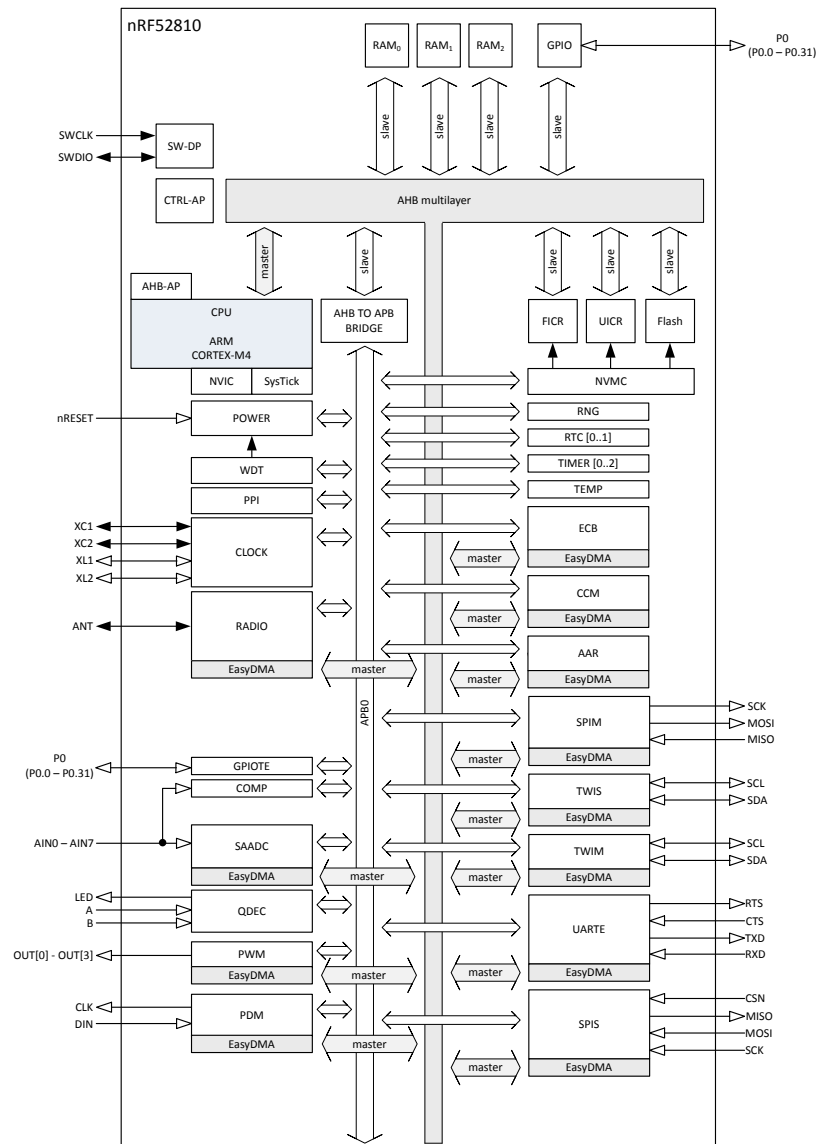 nRF52810
RAM0 RAM1 RAM2 GPIO
P0
(P0.0 – P0.31)
slave slave slave slave
SWCLK
SWDIO
SW-DP
CTRL-AP
AHB multilayer
master slave slave slave slave
AHB-AP
CPU
ARM
CORTEX-M4
NVIC SysTick
AHB TO APB
BRIDGE
FICR UICR Flash
NVMC
nRESET
POWER
RNG
RTC [0..1]
WDT
TIMER [0..2]
PPI
TEMP
XC1
XC2
XL1
XL2
CLOCK
ECB
master EasyDMA
CCM
master EasyDMA
ANT
RADIO
EasyDMA master
AAR
master EasyDMA
APB0
SPIM
SCK
MOSI
MISO
master EasyDMA
P0
(P0.0 – P0.31)
GPIOTE
COMP
TWIS
SCL
SDA
master EasyDMA
AIN0 – AIN7
SAADC
EasyDMA master
TWIM
SCL
SDA
master EasyDMA
LED
A
B
QDEC
UARTE
RTS
CTS
TXD
RXD
master EasyDMA
OUT[0] - OUT[3]
PWM
EasyDMA master
CLK
DIN
PDM
EasyDMA master
SPIS
CSN
MISO
MOSI
SCK
master EasyDMA